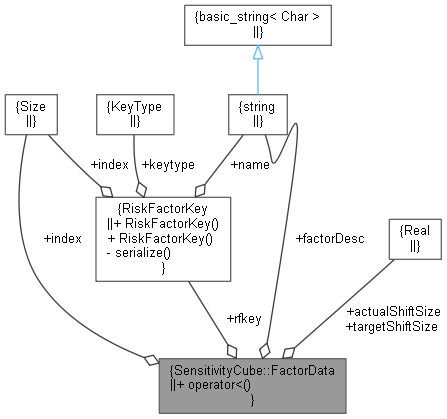 {basic_string< Char >
||}
{Size
||}
{KeyType
||}
{string
||}
+index
+keytype
+name
{RiskFactorKey
||+ RiskFactorKey()
+ RiskFactorKey()
- serialize()
}
{Real
||}
+index
+factorDesc
+rfkey
+actualShiftSize
+targetShiftSize
{SensitivityCube::FactorData
||+ operator<()
}